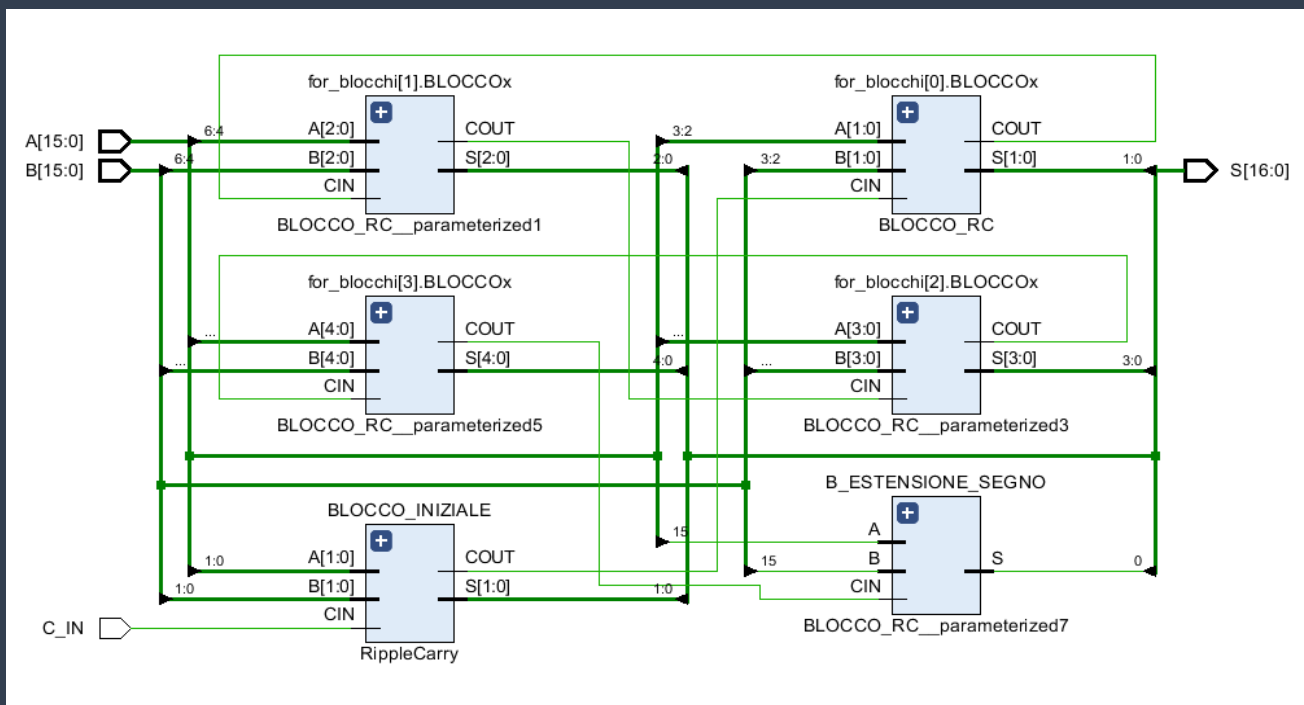 for_blocchi[1].BLOCCOx
for_blocchi[0].BLOCCOx
A[15:0]
B[15:0]
6:4
6:4
A[2:0]
B[2:0]
CIN
COUT
S[2:0]
2:0
BLOCCO_RC__parameterized1
3:2
3:2
A[1:0]
B[1:0]
CIN
COUT
S[1:0]
1:0
S[16:0]
BLOCCO_RC
for_blocchi[3].BLOCCOx
for_blocchi[2].BLOCCOx
...
...
A[4:0]
B[4:0]
CIN
COUT
S[4:0]
4:0
BLOCCO_RC__parameterized5
...
...
A[3:0]
B[3:0]
CIN
COUT
S[3:0]
3:0
BLOCCO_RC__parameterized3
BLOCCO_INIZIALE
1:0
1:0
A[1:0]
B[1:0]
CIN
COUT
S[1:0]
1:0
C_IN
RippleCarry
B_ESTENSIONE_SEGNO
15
15
A
B
CIN
S
0
BLOCCO_RC__parameterized7